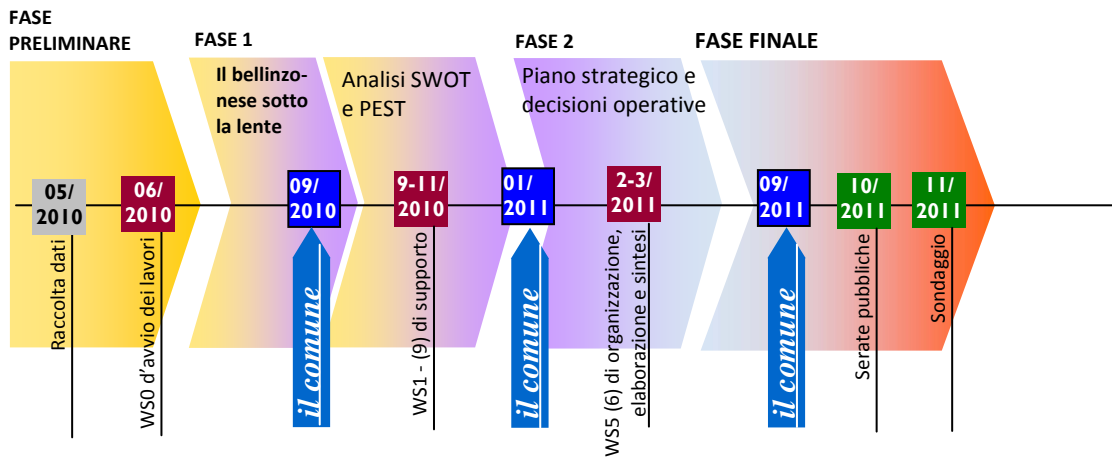 FASE
PRELIMINARE
FASE 1
FASE 2
FASE FINALE
Il bellinzo-
nese sotto
la lente
Analisi SWOT
e PEST
Piano strategico e
decisioni operative
05/
2010
06/
2010
09/
2010
9-11/
2010
01/
2011
2-3/
2011
09/
2011
10/
2011
11/
2011
Raccolta dati
WS0 d'avvio dei lavori
il comune
WS1 - (9) di supporto
il comune
WS5 (6) di organizzazione,
elaborazione e sintesi
il comune
Serate pubbliche
Sondaggio